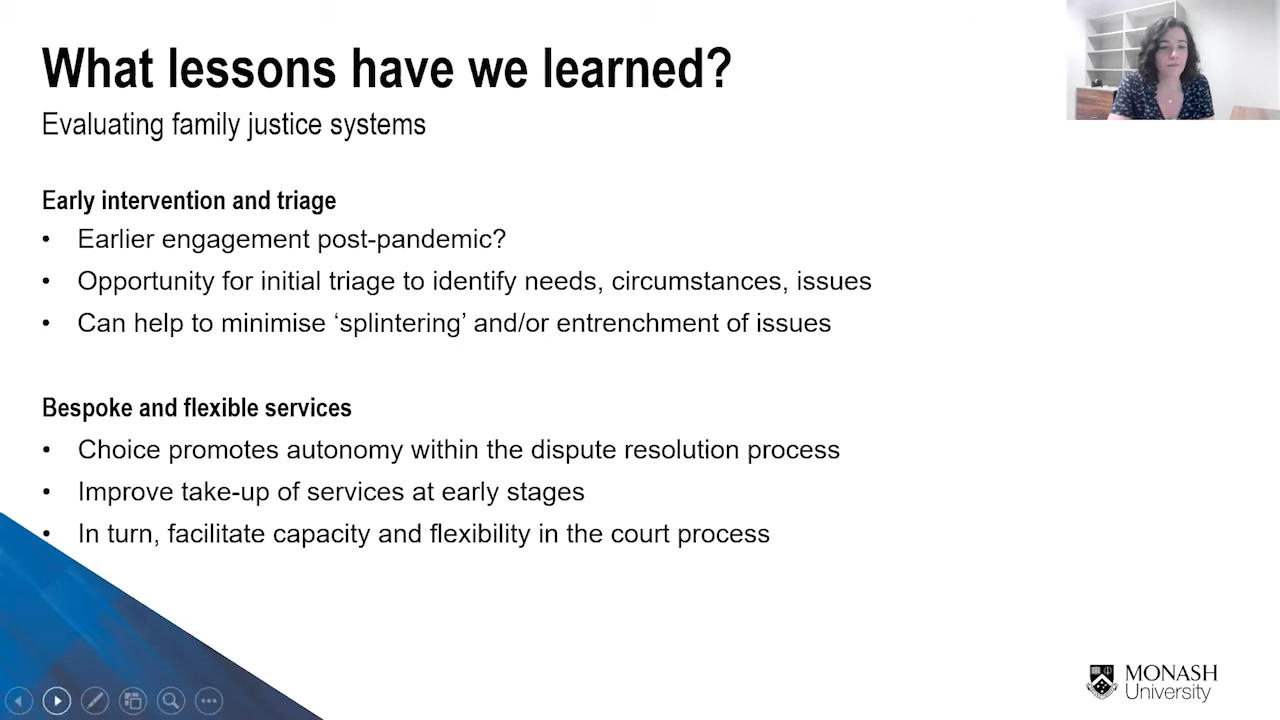 What lessons have we learned?
Evaluating family justice systems
Early intervention and triage
• Earlier engagement post-pandemic?
• Opportunity for initial triage to identify needs, circumstances, issues
• Can help to minimise ‘splintering’ and/or entrenchment of issues
Bespoke and flexible services
• Choice promotes autonomy within the dispute resolution process
• Improve take-up of services at early stages
• In turn, facilitate capacity and flexibility in the court process
MONASH
University